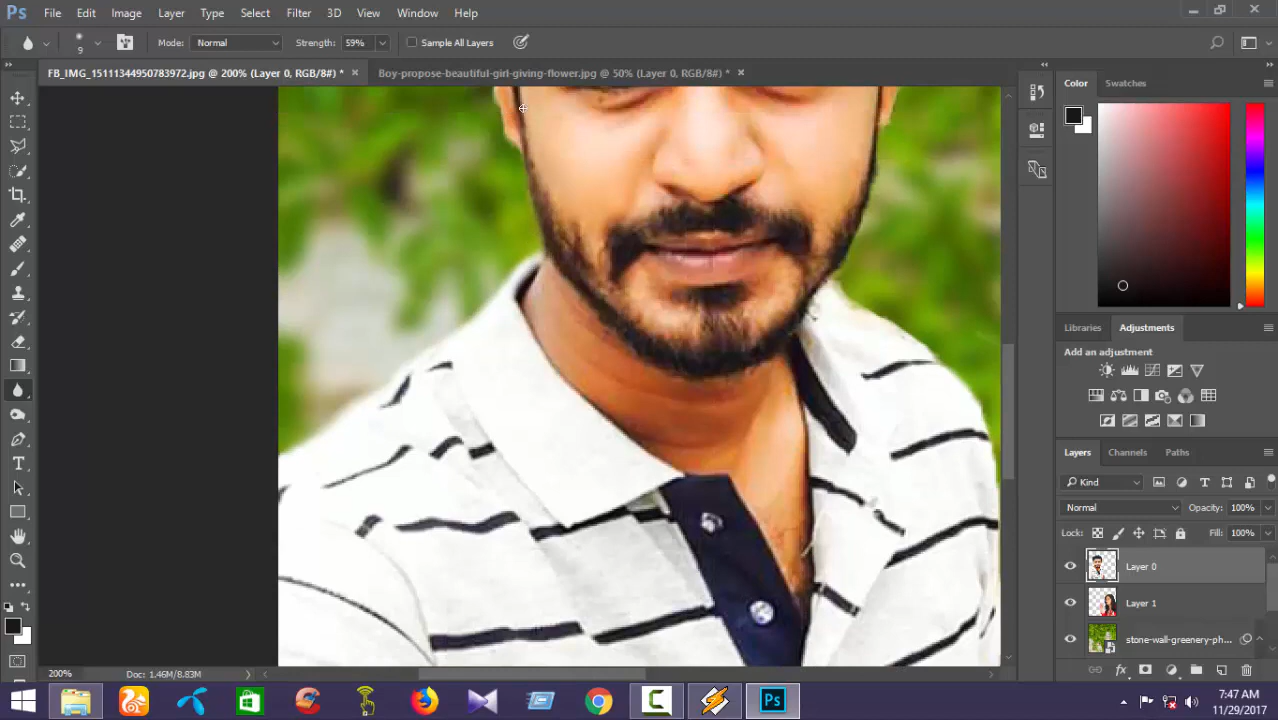 Ps File Edit Image Layer Type Select Filter 3D View Window Help
9 Mode: Normal Strength: 59% Sample All Layers
FB_IMG_15111344950783972.jpg @ 200% (Layer 0, RGB/8#) * Boy-propose-beautiful-girl-giving-flower.jpg @ 50% (Layer 0, RGB/8#) *
Color Swatches
Libraries Adjustments
Add an adjustment
Layers Channels Paths
Kind
Normal Opacity: 100%
Lock: Fill: 100%
Layer 0
Layer 1
stone-wall-greenery-ph...
200% Doc: 1.46M/8.83M
7:47 AM
11/29/2017